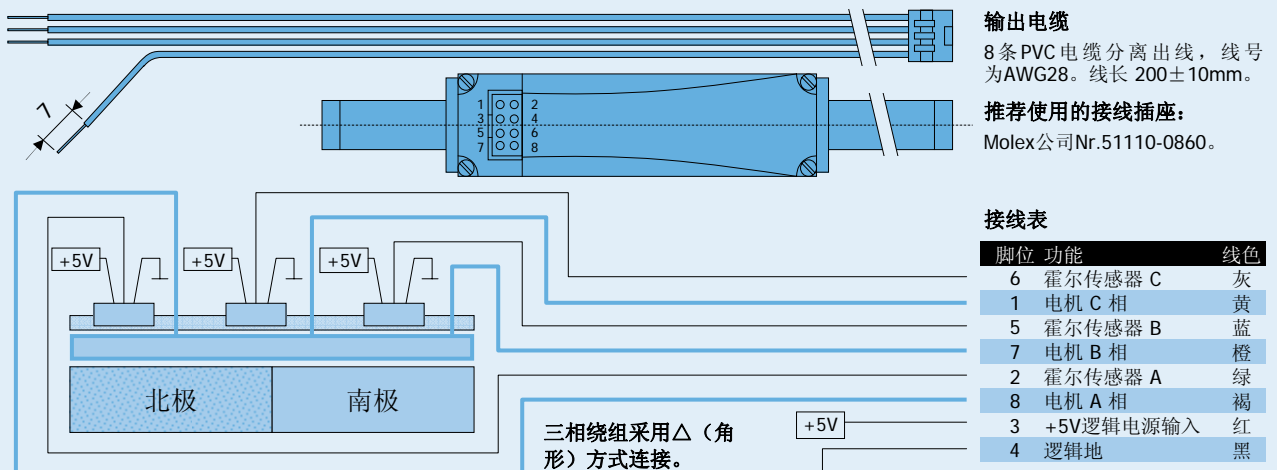 输出电缆
8条PVC电缆分离出线，线号
为AWG28。线长 200±10mm。
推荐使用的接线插座：
Molex公司Nr.51110-0860。
7
1 2
3 4
5 6
7 8
接线表
脚位 功能 线色
6 霍尔传感器 C 灰
1 电机 C 相 黄
5 霍尔传感器 B 蓝
7 电机 B 相 橙
2 霍尔传感器 A 绿
8 电机 A 相 褐
3 +5V逻辑电源输入 红
4 逻辑地 黑
+5V +5V +5V
北极 南极
三相绕组采用△（角
形）方式连接。
+5V